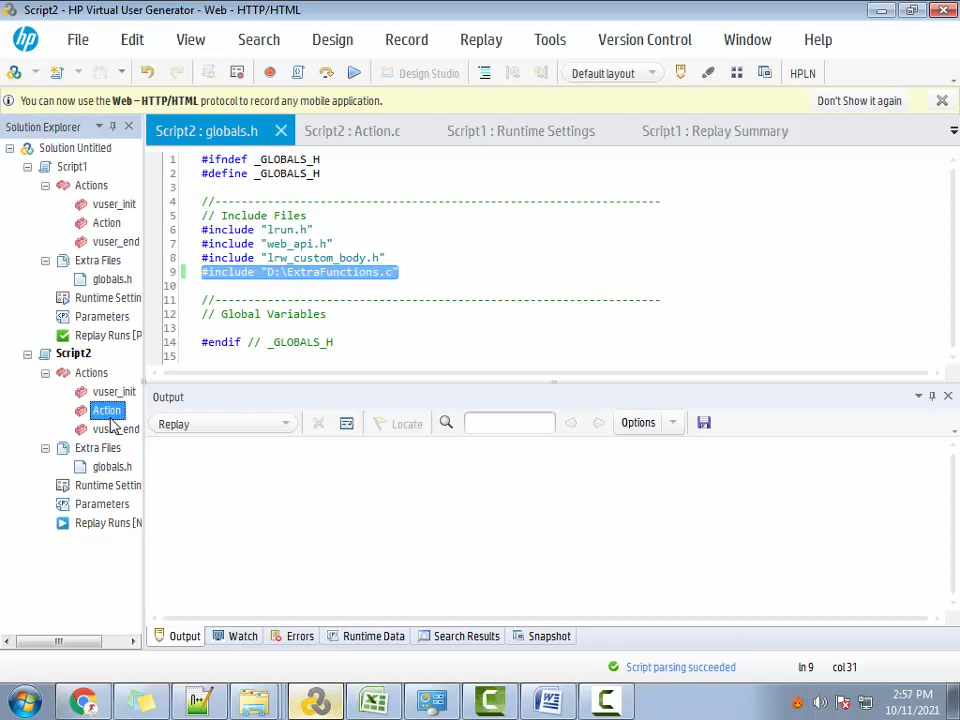 Script2 - HP Virtual User Generator - Web - HTTP/HTML
hp File Edit View Search Design Record Replay Tools Version Control Window Help
Design Studio Default layout HPLN
You can now use the Web – HTTP/HTML protocol to record any mobile application. Don't Show it again
Solution Explorer
Script2 : globals.h Script2 : Action.c Script1 : Runtime Settings Script1 : Replay Summary
Solution Untitled
Script1
Actions
vuser_init
Action
vuser_end
Extra Files
globals.h
Runtime Settin
Parameters
Replay Runs [P
Script2
Actions
vuser_init
Action
vuser_end
Extra Files
globals.h
Runtime Settin
Parameters
Replay Runs [N
1 #ifndef _GLOBALS_H
2 #define _GLOBALS_H
3
4 //-------------------------------------------------------------------
5 // Include Files
6 #include "lrun.h"
7 #include "web_api.h"
8 #include "lrw_custom_body.h"
9 #include "D:\ExtraFunctions.c"
10
11 //-------------------------------------------------------------------
12 // Global Variables
13
14 #endif // _GLOBALS_H
15
Output
Replay Locate Options
Output Watch Errors Runtime Data Search Results Snapshot
Script parsing succeeded ln 9 col 31
2:57 PM
10/11/2021